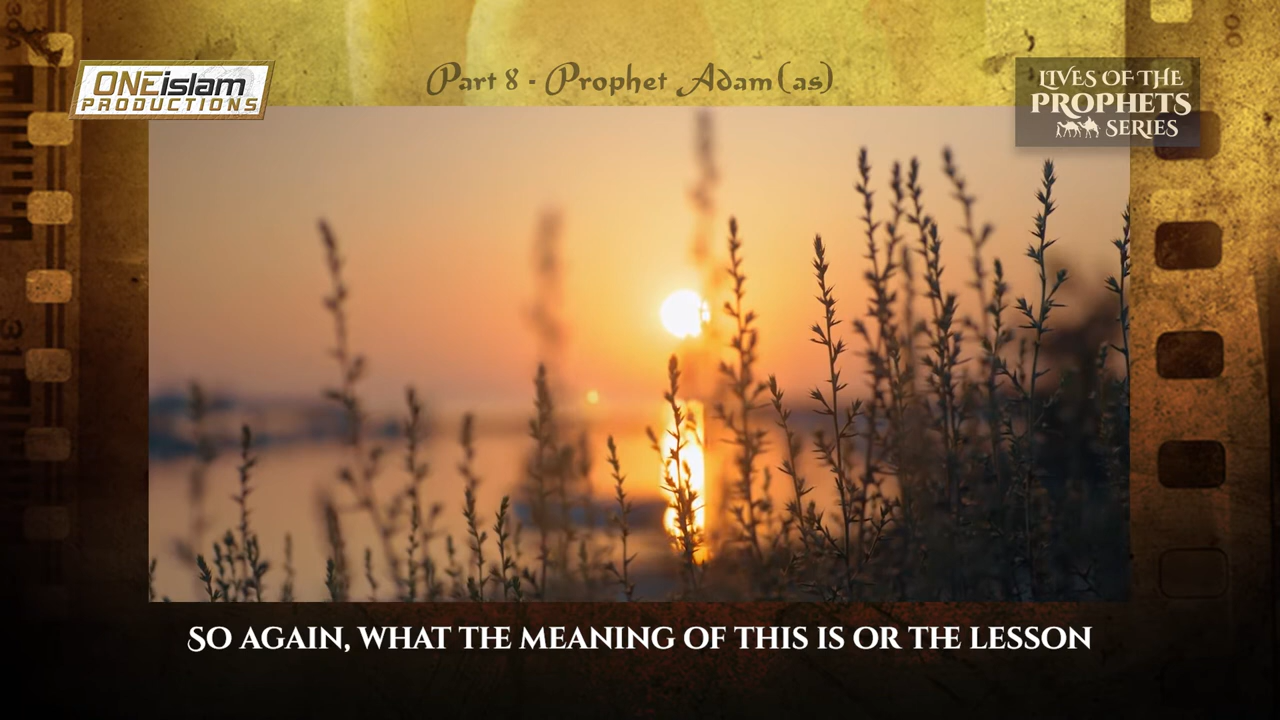 ONEislam
PRODUCTIONS
Part 8 - Prophet Adam (as)
LIVES OF THE
PROPHETS
SERIES
So again, what the meaning of this is or the lesson